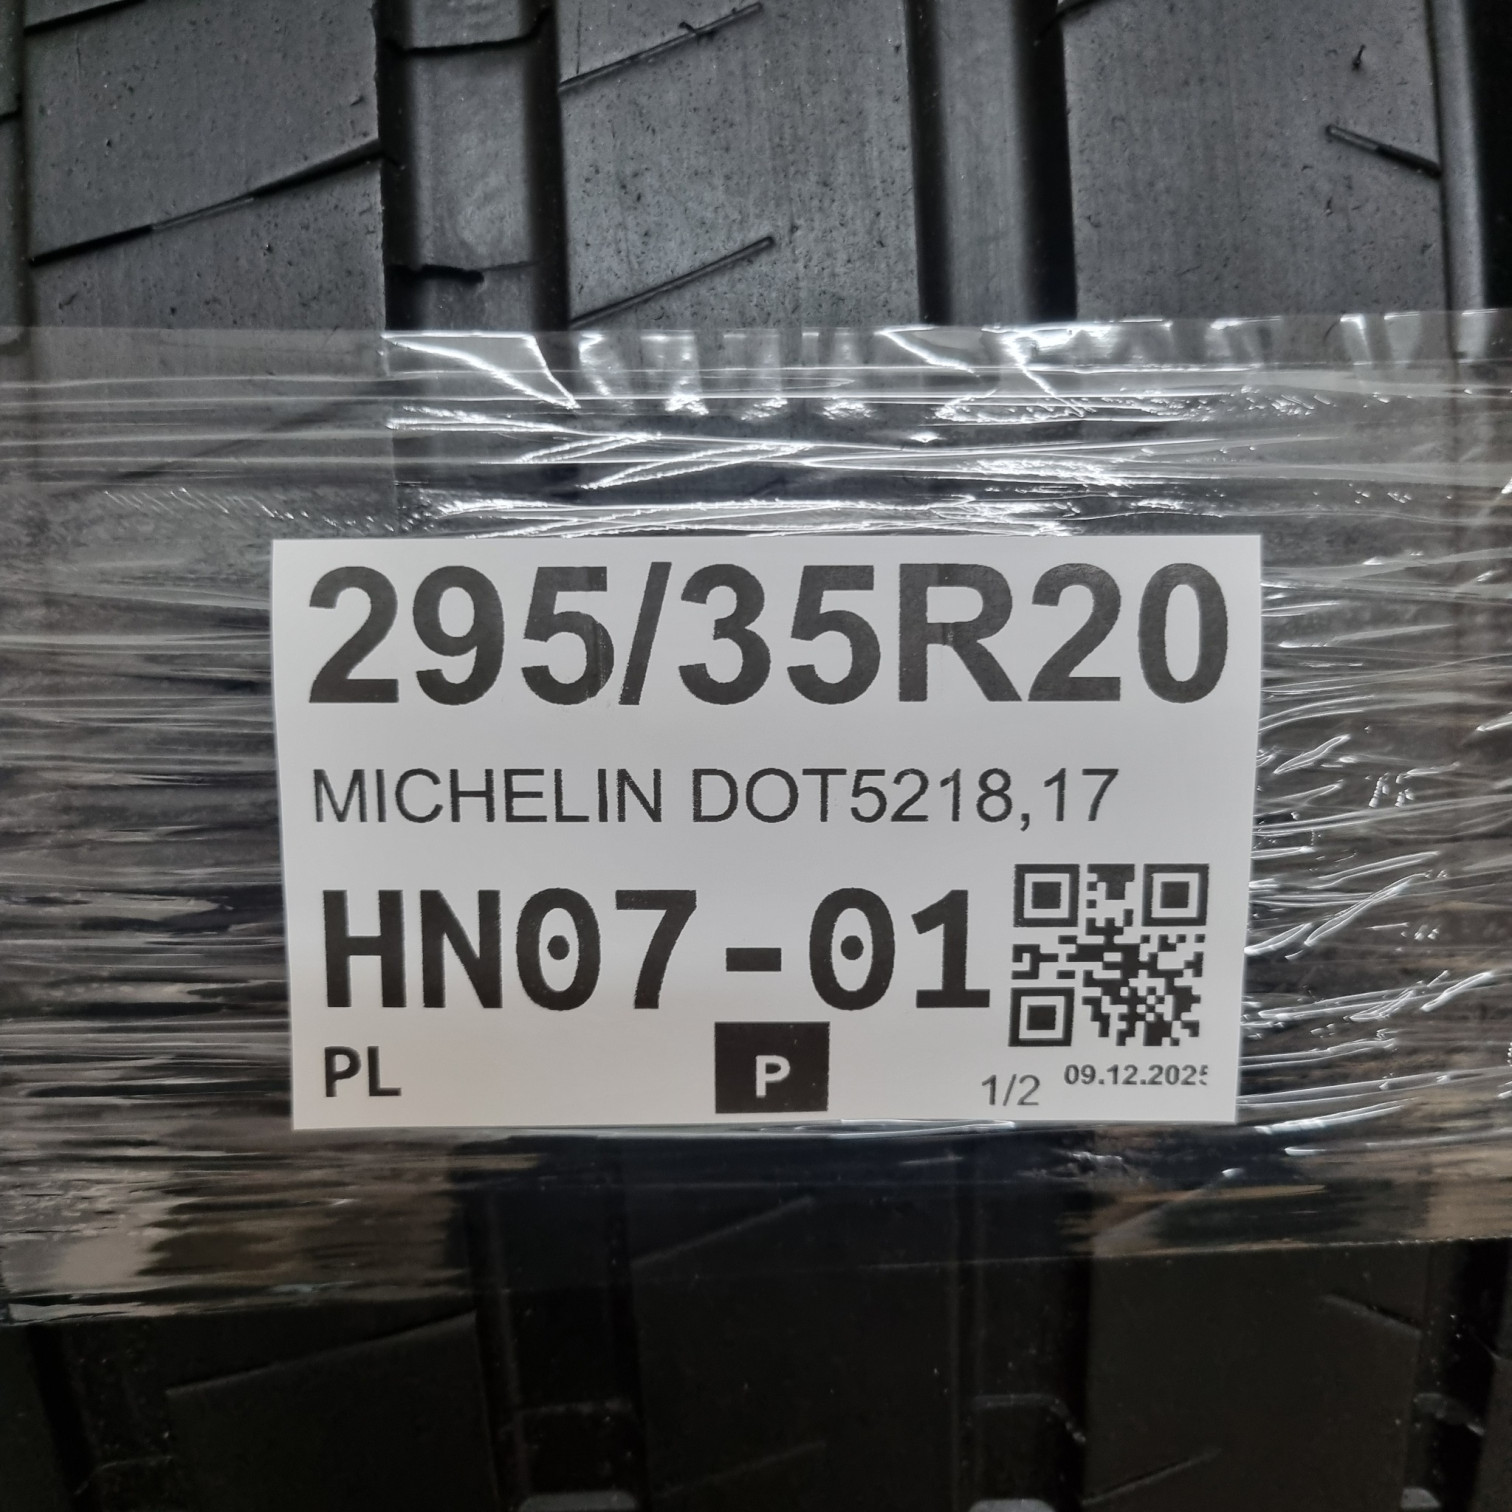 295/35R20
MICHELIN DOT5218,17
HN07-01
PL P 1/2 09.12.2025